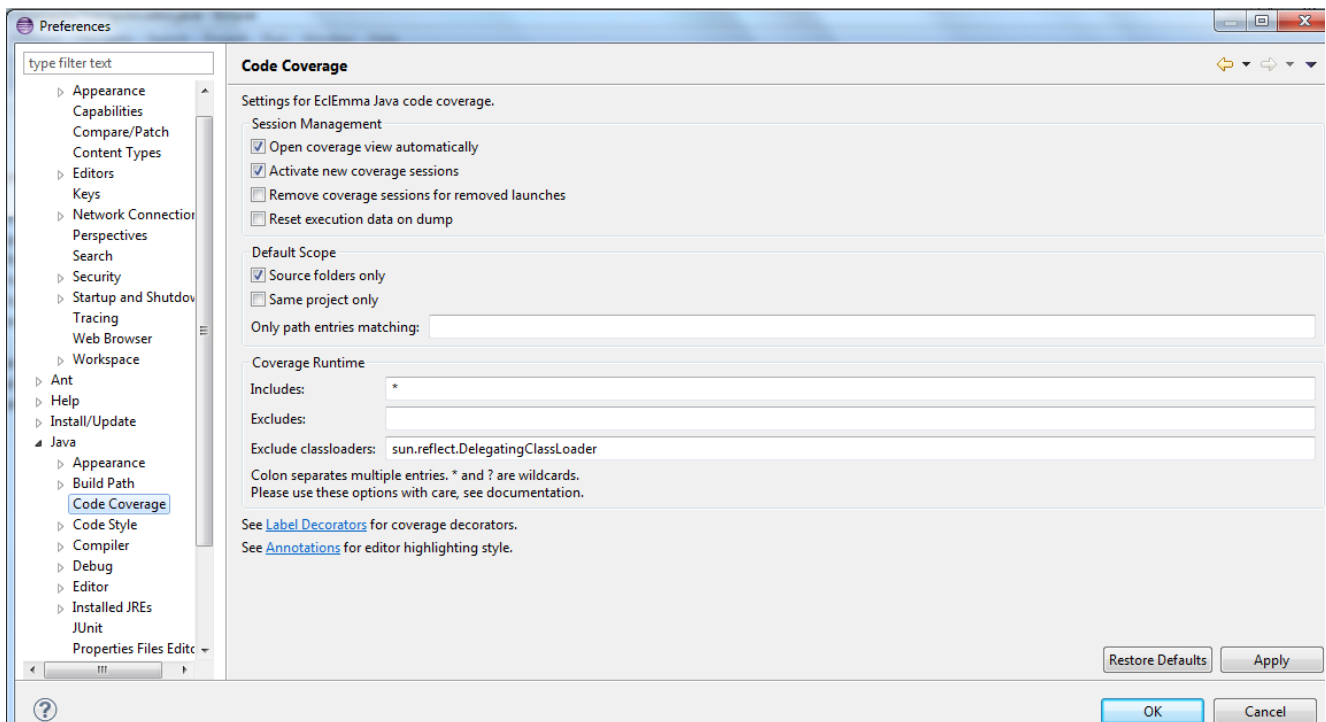 Preferences
type filter text
Appearance
Capabilities
Compare/Patch
Content Types
Editors
Keys
Network Connection
Perspectives
Search
Security
Startup and Shutdov
Tracing
Web Browser
Workspace
Ant
Help
Install/Update
Java
Appearance
Build Path
Code Coverage
Code Style
Compiler
Debug
Editor
Installed JREs
JUnit
Properties Files Edito
Code Coverage
Settings for EclEmma Java code coverage.
Session Management
Open coverage view automatically
Activate new coverage sessions
Remove coverage sessions for removed launches
Reset execution data on dump
Default Scope
Source folders only
Same project only
Only path entries matching:
Coverage Runtime
Includes: *
Excludes:
Exclude classloaders: sun.reflect.DelegatingClassLoader
Colon separates multiple entries. * and ? are wildcards.
Please use these options with care, see documentation.
See Label Decorators for coverage decorators.
See Annotations for editor highlighting style.
Restore Defaults Apply
OK Cancel